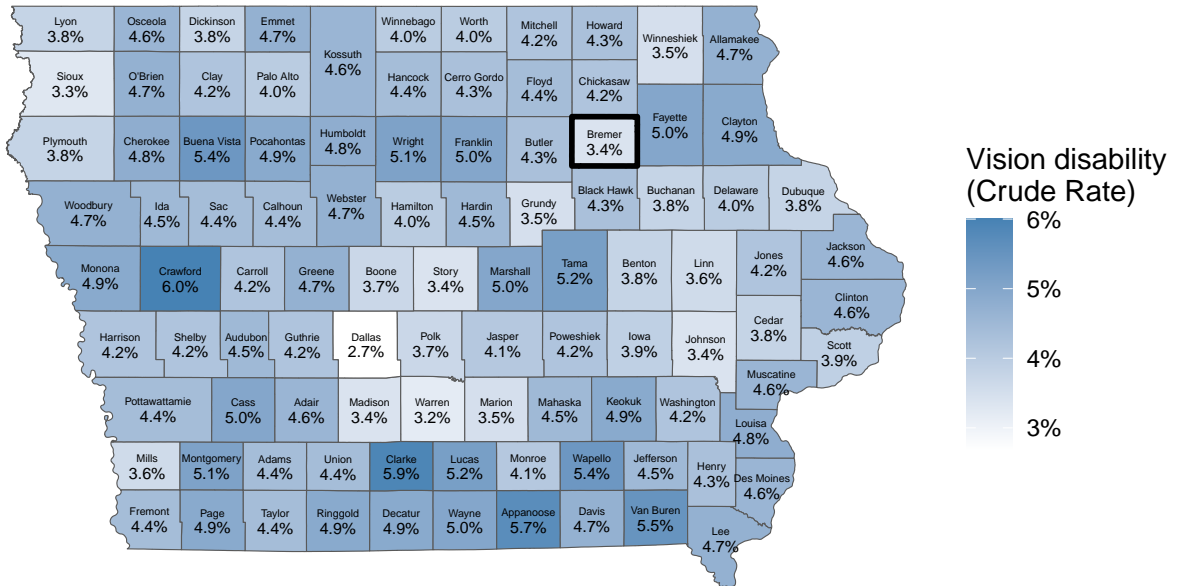 Lyon
3.8%
Osceola
4.6%
Dickinson
3.8%
Emmet
4.7%
Kossuth
4.6%
Winnebago
4.0%
Worth
4.0%
Mitchell
4.2%
Howard
4.3%
Winneshiek
3.5%
Allamakee
4.7%
Sioux
3.3%
O'Brien
4.7%
Clay
4.2%
Palo Alto
4.0%
Hancock
4.4%
Cerro Gordo
4.3%
Floyd
4.4%
Chickasaw
4.2%
Fayette
5.0%
Clayton
4.9%
Plymouth
3.8%
Cherokee
4.8%
Buena Vista
5.4%
Pocahontas
4.9%
Humboldt
4.8%
Wright
5.1%
Franklin
5.0%
Butler
4.3%
Bremer
3.4%
Woodbury
4.7%
Ida
4.5%
Sac
4.4%
Calhoun
4.4%
Webster
4.7%
Hamilton
4.0%
Hardin
4.5%
Grundy
3.5%
Black Hawk
4.3%
Buchanan
3.8%
Delaware
4.0%
Dubuque
3.8%
Monona
4.9%
Crawford
6.0%
Carroll
4.2%
Greene
4.7%
Boone
3.7%
Story
3.4%
Marshall
5.0%
Tama
5.2%
Benton
3.8%
Linn
3.6%
Jones
4.2%
Jackson
4.6%
Clinton
4.6%
Harrison
4.2%
Shelby
4.2%
Audubon
4.5%
Guthrie
4.2%
Dallas
2.7%
Polk
3.7%
Jasper
4.1%
Poweshiek
4.2%
Iowa
3.9%
Johnson
3.4%
Cedar
3.8%
Scott
3.9%
Muscatine
4.6%
Pottawattamie
4.4%
Cass
5.0%
Adair
4.6%
Madison
3.4%
Warren
3.2%
Marion
3.5%
Mahaska
4.5%
Keokuk
4.9%
Washington
4.2%
Louisa
4.8%
Mills
3.6%
Montgomery
5.1%
Adams
4.4%
Union
4.4%
Clarke
5.9%
Lucas
5.2%
Monroe
4.1%
Wapello
5.4%
Jefferson
4.5%
Henry
4.3%
Des Moines
4.6%
Fremont
4.4%
Page
4.9%
Taylor
4.4%
Ringgold
4.9%
Decatur
4.9%
Wayne
5.0%
Appanoose
5.7%
Davis
4.7%
Van Buren
5.5%
Lee
4.7%
Vision disability
(Crude Rate)
6%
5%
4%
3%